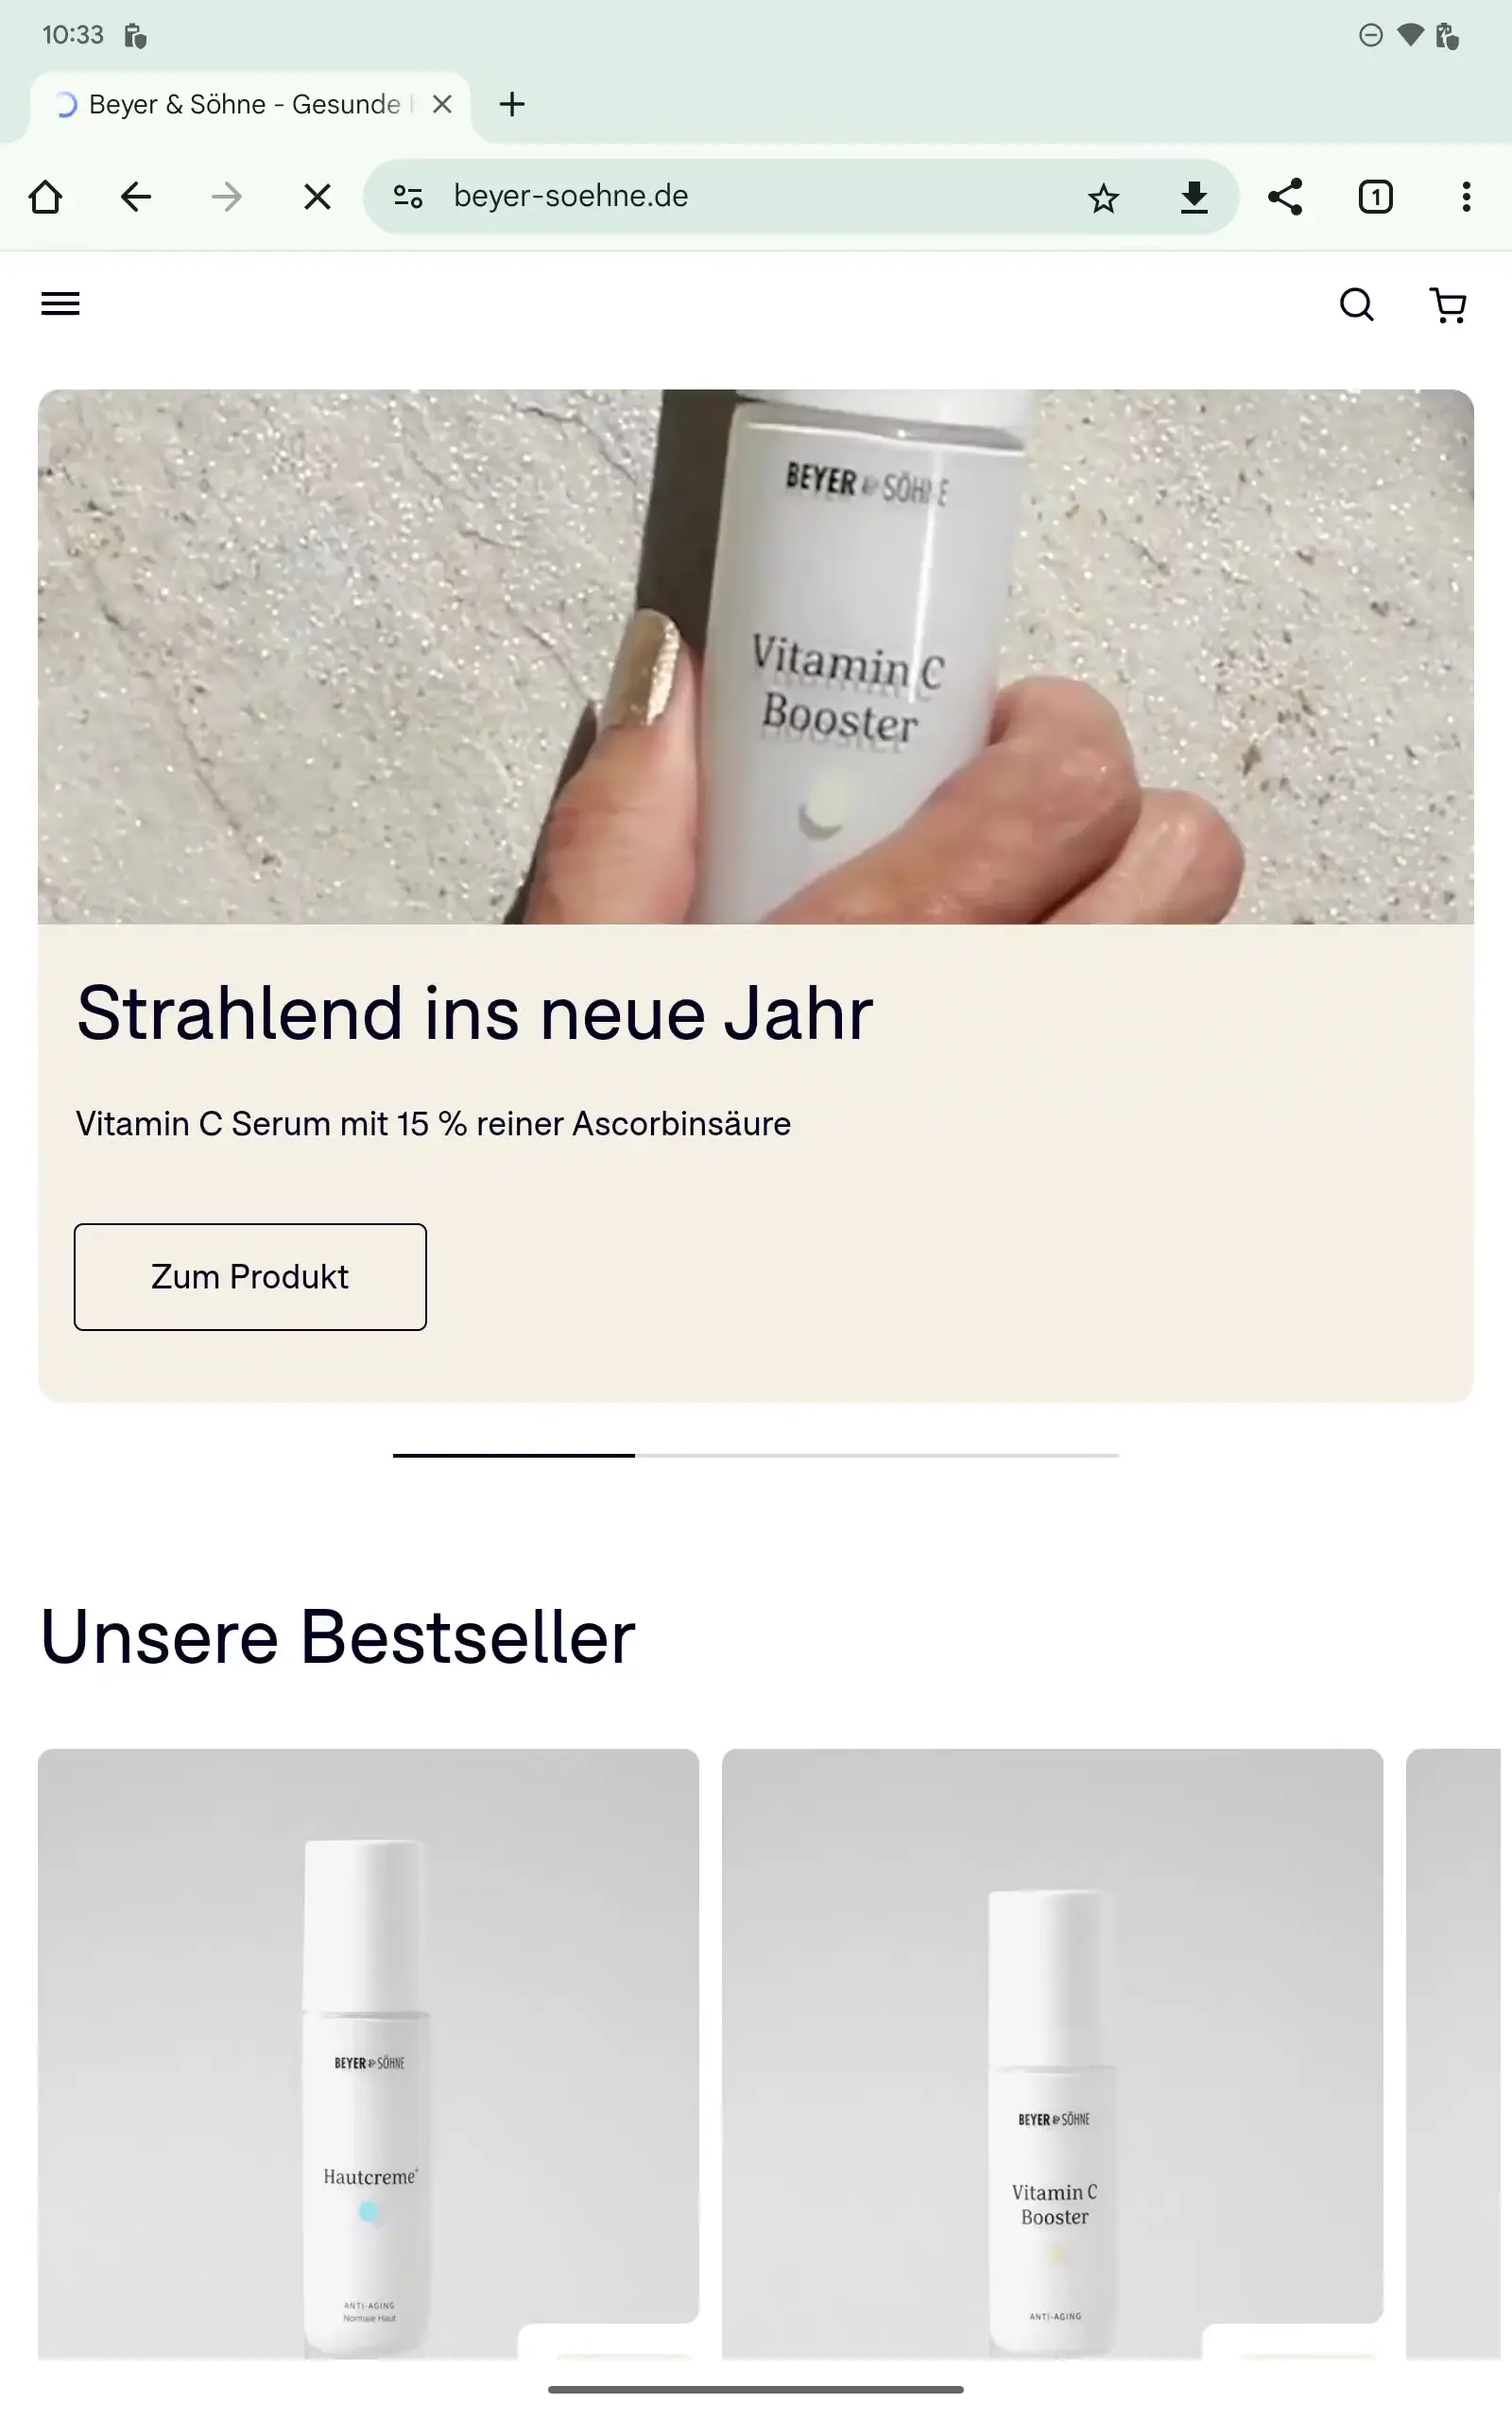 10:33
Beyer & Söhne - Gesunde
beyer-soehne.de
1
BEYER & SÖHNE
Vitamin C
Booster
Strahlend ins neue Jahr
Vitamin C Serum mit 15 % reiner Ascorbinsäure
Zum Produkt
Unsere Bestseller
BEYER & SÖHNE
Hautcreme+
ANTI-AGING
Normale Haut
BEYER & SÖHNE
Vitamin C
Booster
ANTI-AGING